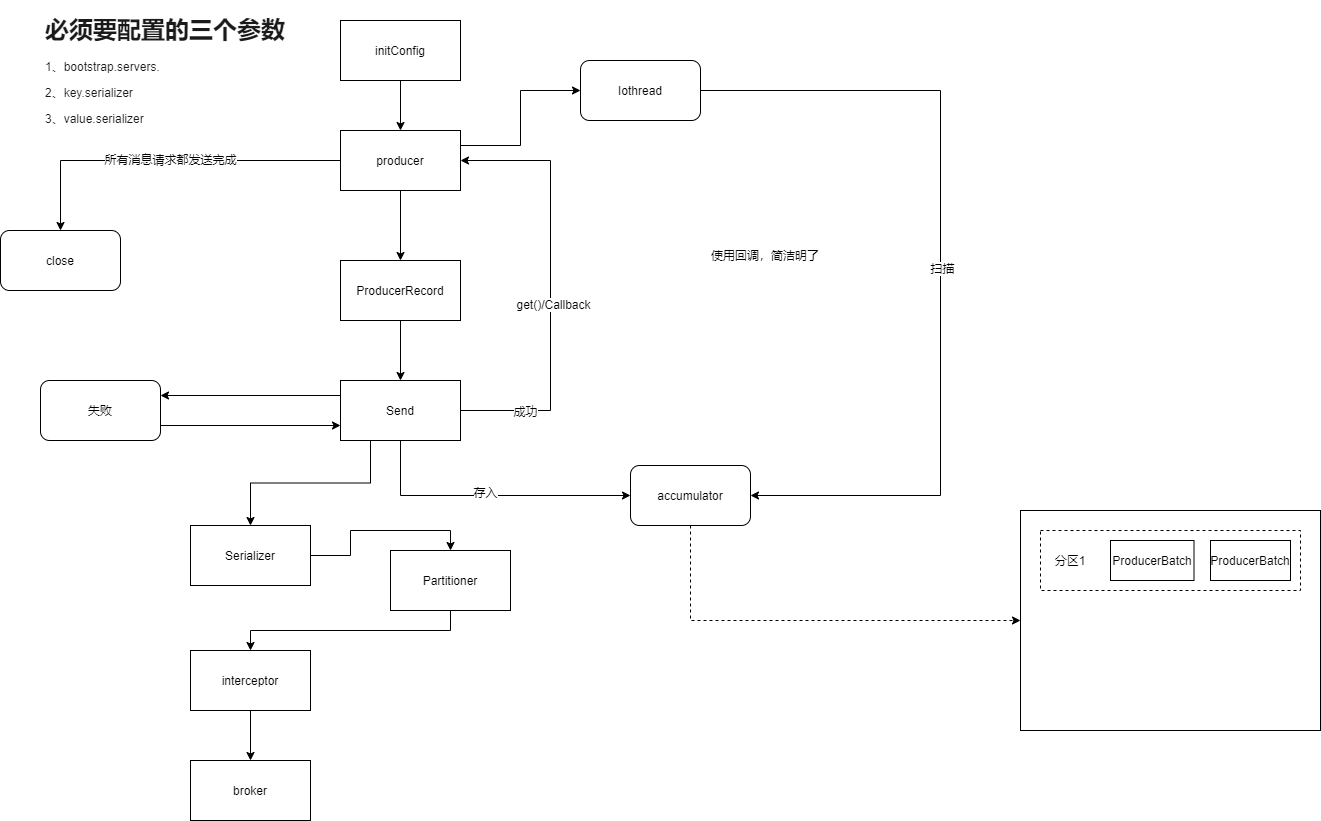 必须要配置的三个参数
1、bootstrap.servers.
2、key.serializer
3、value.serializer
initConfig
Iothread
producer
所有消息请求都发送完成
close
使用回调，简洁明了
扫描
ProducerRecord
get()/Callback
失败
Send
成功
存入
accumulator
Serializer
Partitioner
分区1
ProducerBatch
ProducerBatch
interceptor
broker